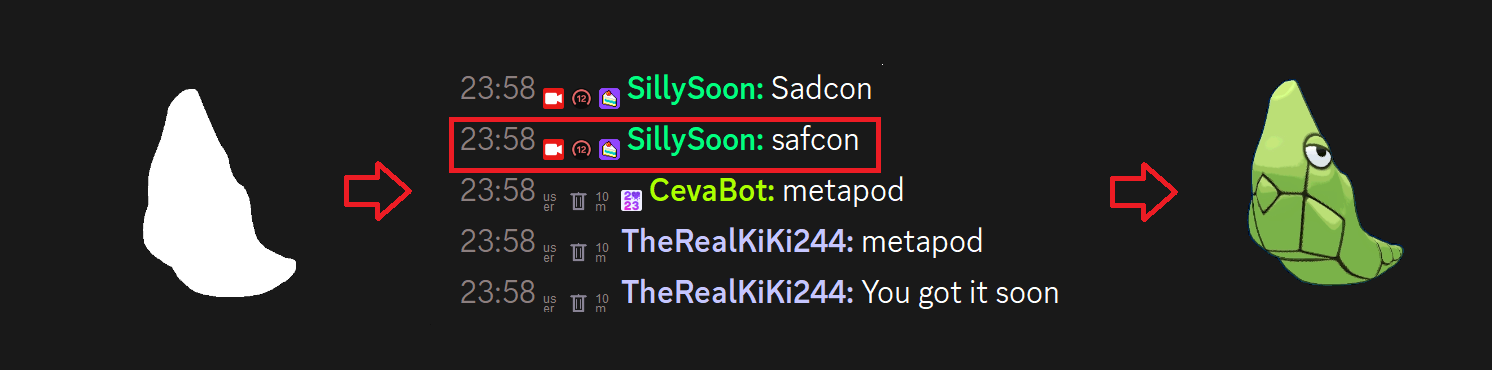 23:58 12 SillySoon: Sadcon
23:58 12 SillySoon: safcon
23:58 user 10m 2023 CevaBot: metapod
23:58 user 10m TheRealKiKi244: metapod
23:58 user 10m TheRealKiKi244: You got it soon